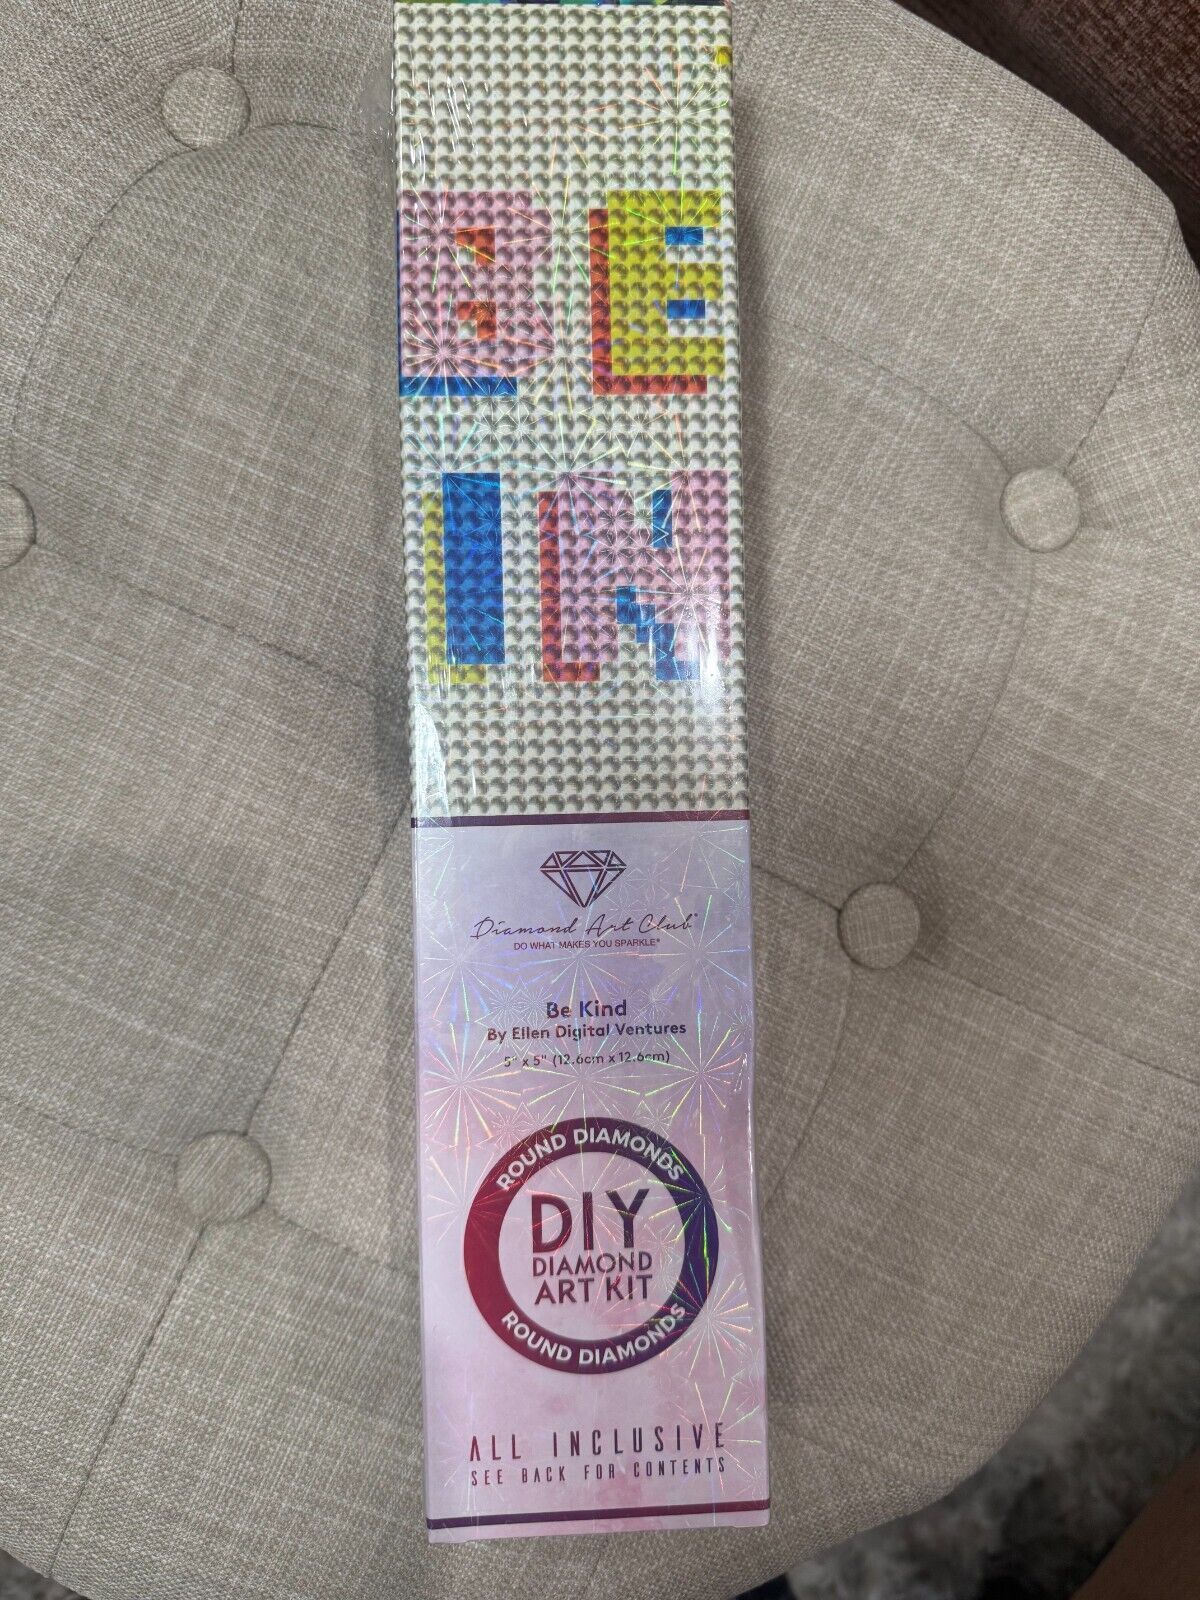 BE
IN
Diamond Art Club®
DO WHAT MAKES YOU SPARKLE®
Be Kind
By Ellen Digital Ventures
5" x 5" (12.6cm x 12.6cm)
ROUND DIAMONDS
DIY
DIAMOND
ART KIT
ROUND DIAMONDS
ALL INCLUSIVE
SEE BACK FOR CONTENTS